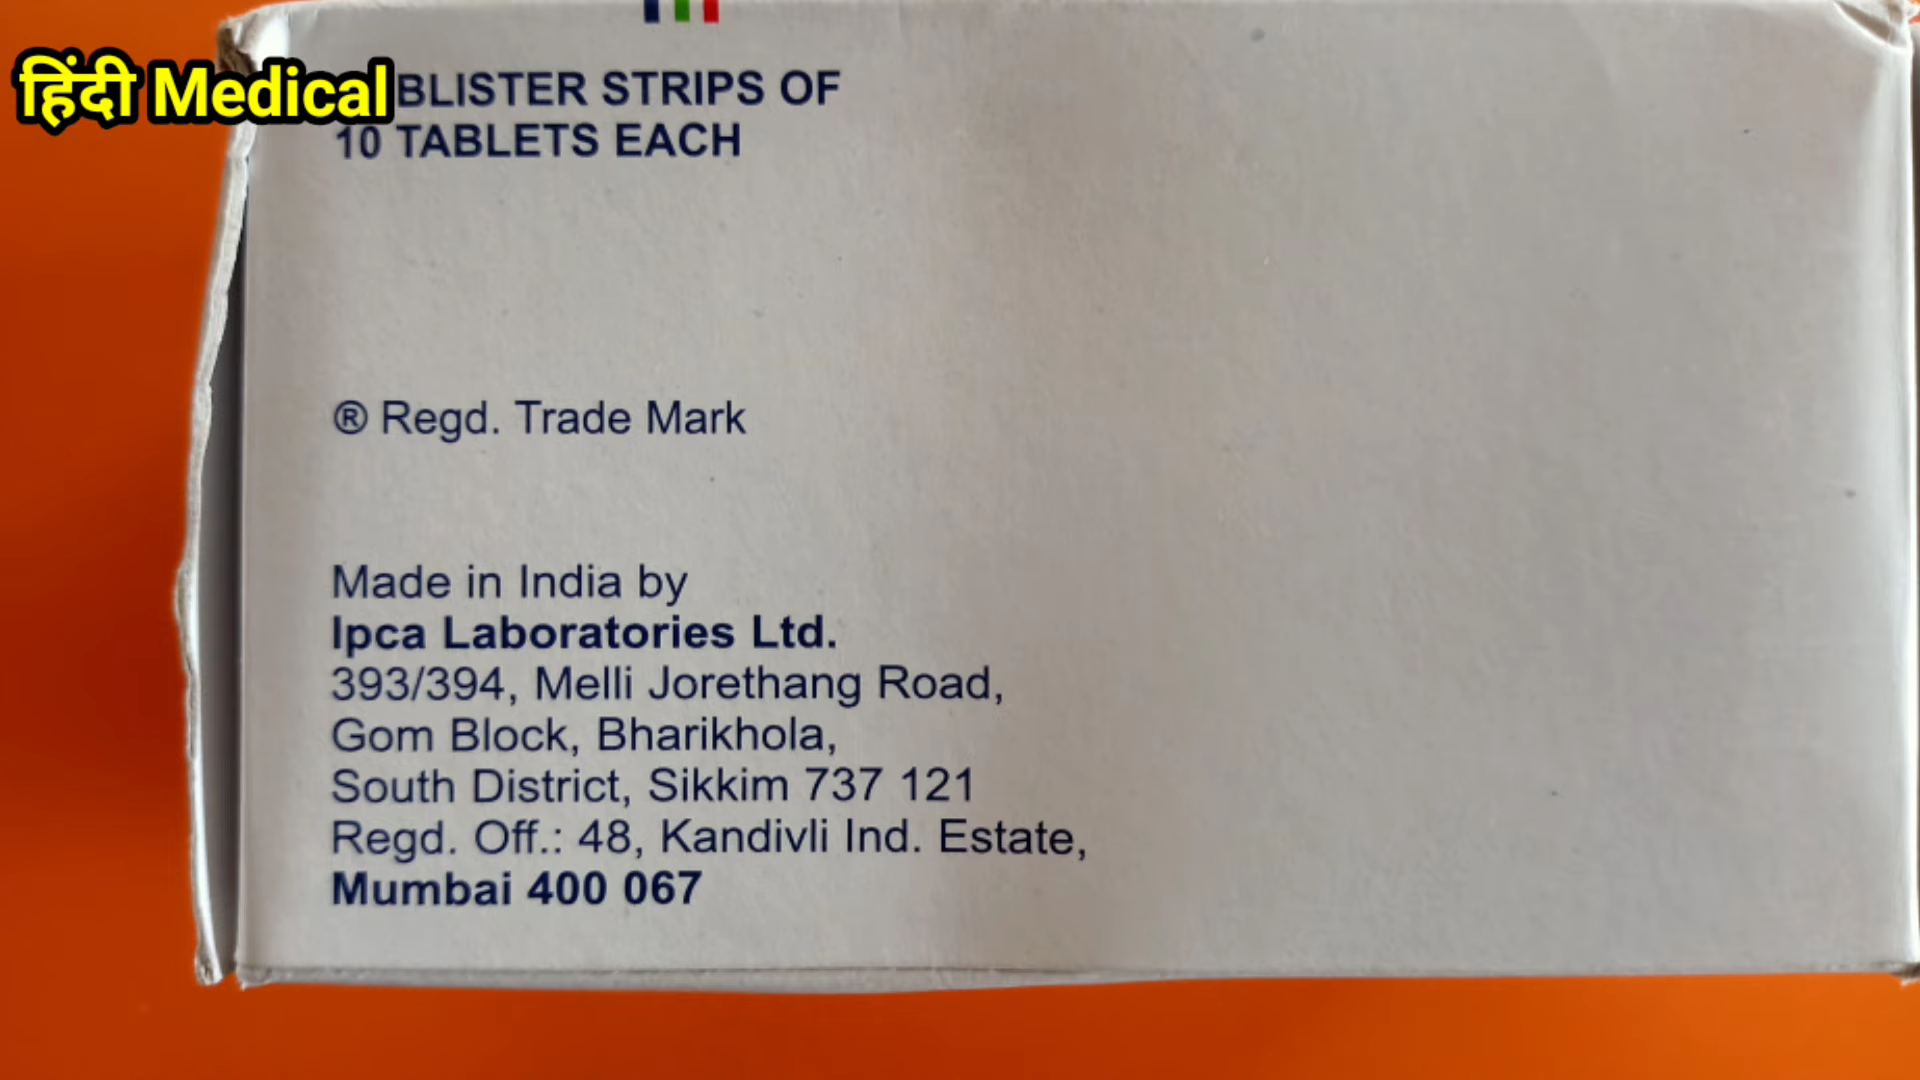 हिंदी Medical
BLISTER STRIPS OF
10 TABLETS EACH
® Regd. Trade Mark
Made in India by
Ipca Laboratories Ltd.
393/394, Melli Jorethang Road,
Gom Block, Bharikhola,
South District, Sikkim 737 121
Regd. Off.: 48, Kandivli Ind. Estate,
Mumbai 400 067